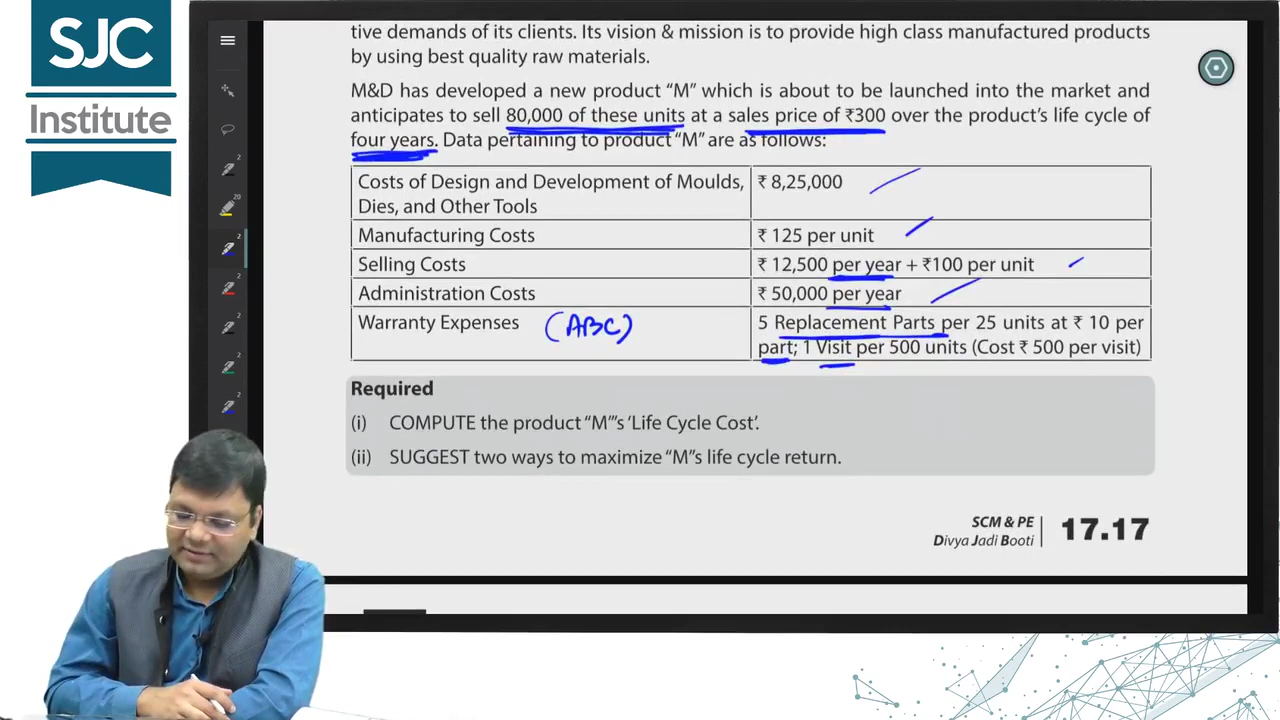 SJC
Institute
tive demands of its clients. Its vision & mission is to provide high class manufactured products
by using best quality raw materials.
M&D has developed a new product “M” which is about to be launched into the market and
anticipates to sell 80,000 of these units at a sales price of ₹300 over the product’s life cycle of
four years. Data pertaining to product “M” are as follows:
Costs of Design and Development of Moulds,
Dies, and Other Tools
₹ 8,25,000
Manufacturing Costs
₹ 125 per unit
Selling Costs
₹ 12,500 per year + ₹100 per unit
Administration Costs
₹ 50,000 per year
Warranty Expenses (ABC)
5 Replacement Parts per 25 units at ₹ 10 per
part; 1 Visit per 500 units (Cost ₹ 500 per visit)
Required
(i) COMPUTE the product “M”’s ‘Life Cycle Cost’.
(ii) SUGGEST two ways to maximize “M”s life cycle return.
SCM & PE
Divya Jadi Booti
17.17
2
20
2
2
2
2
2